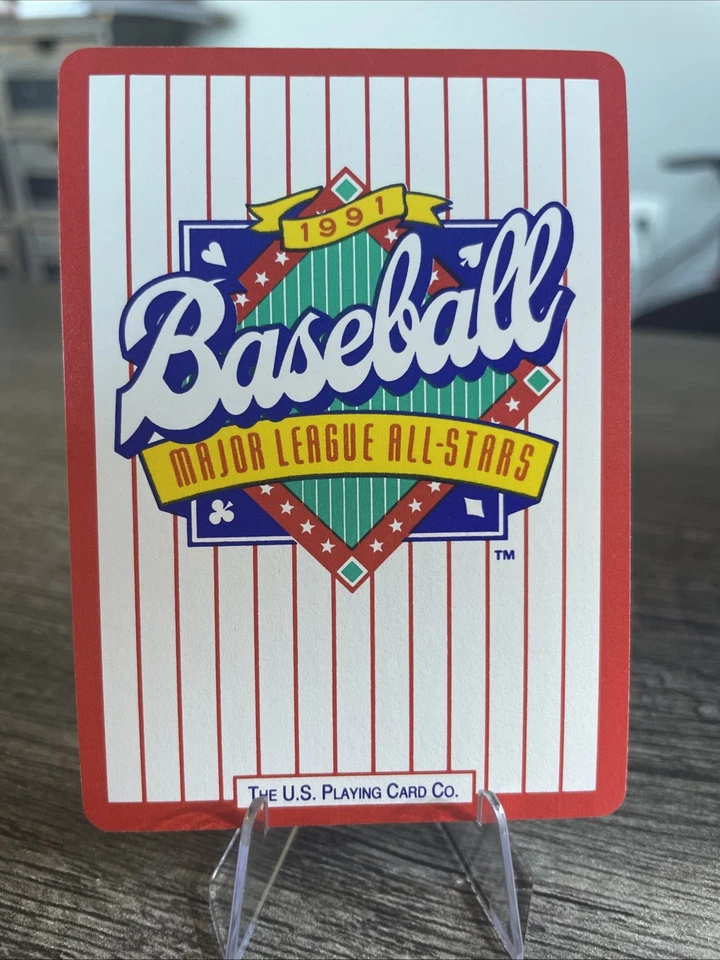 1991
Baseball
MAJOR LEAGUE ALL-STARS
TM
THE U.S. PLAYING CARD CO.